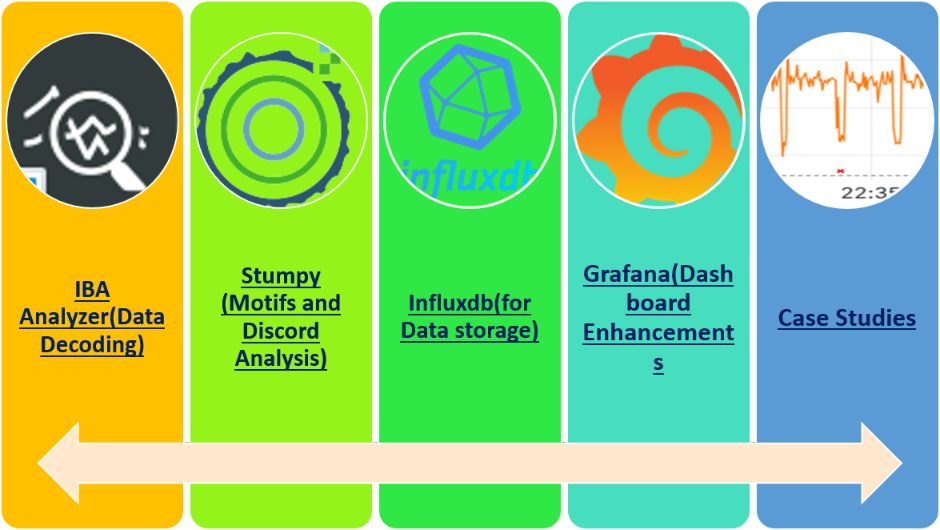 influxdb
22:35
IBA
Analyzer(Data
Decoding)
Stumpy
(Motifs and
Discord
Analysis)
Influxdb(for
Data storage)
Grafana(Dash
board
Enhancement
s
Case Studies